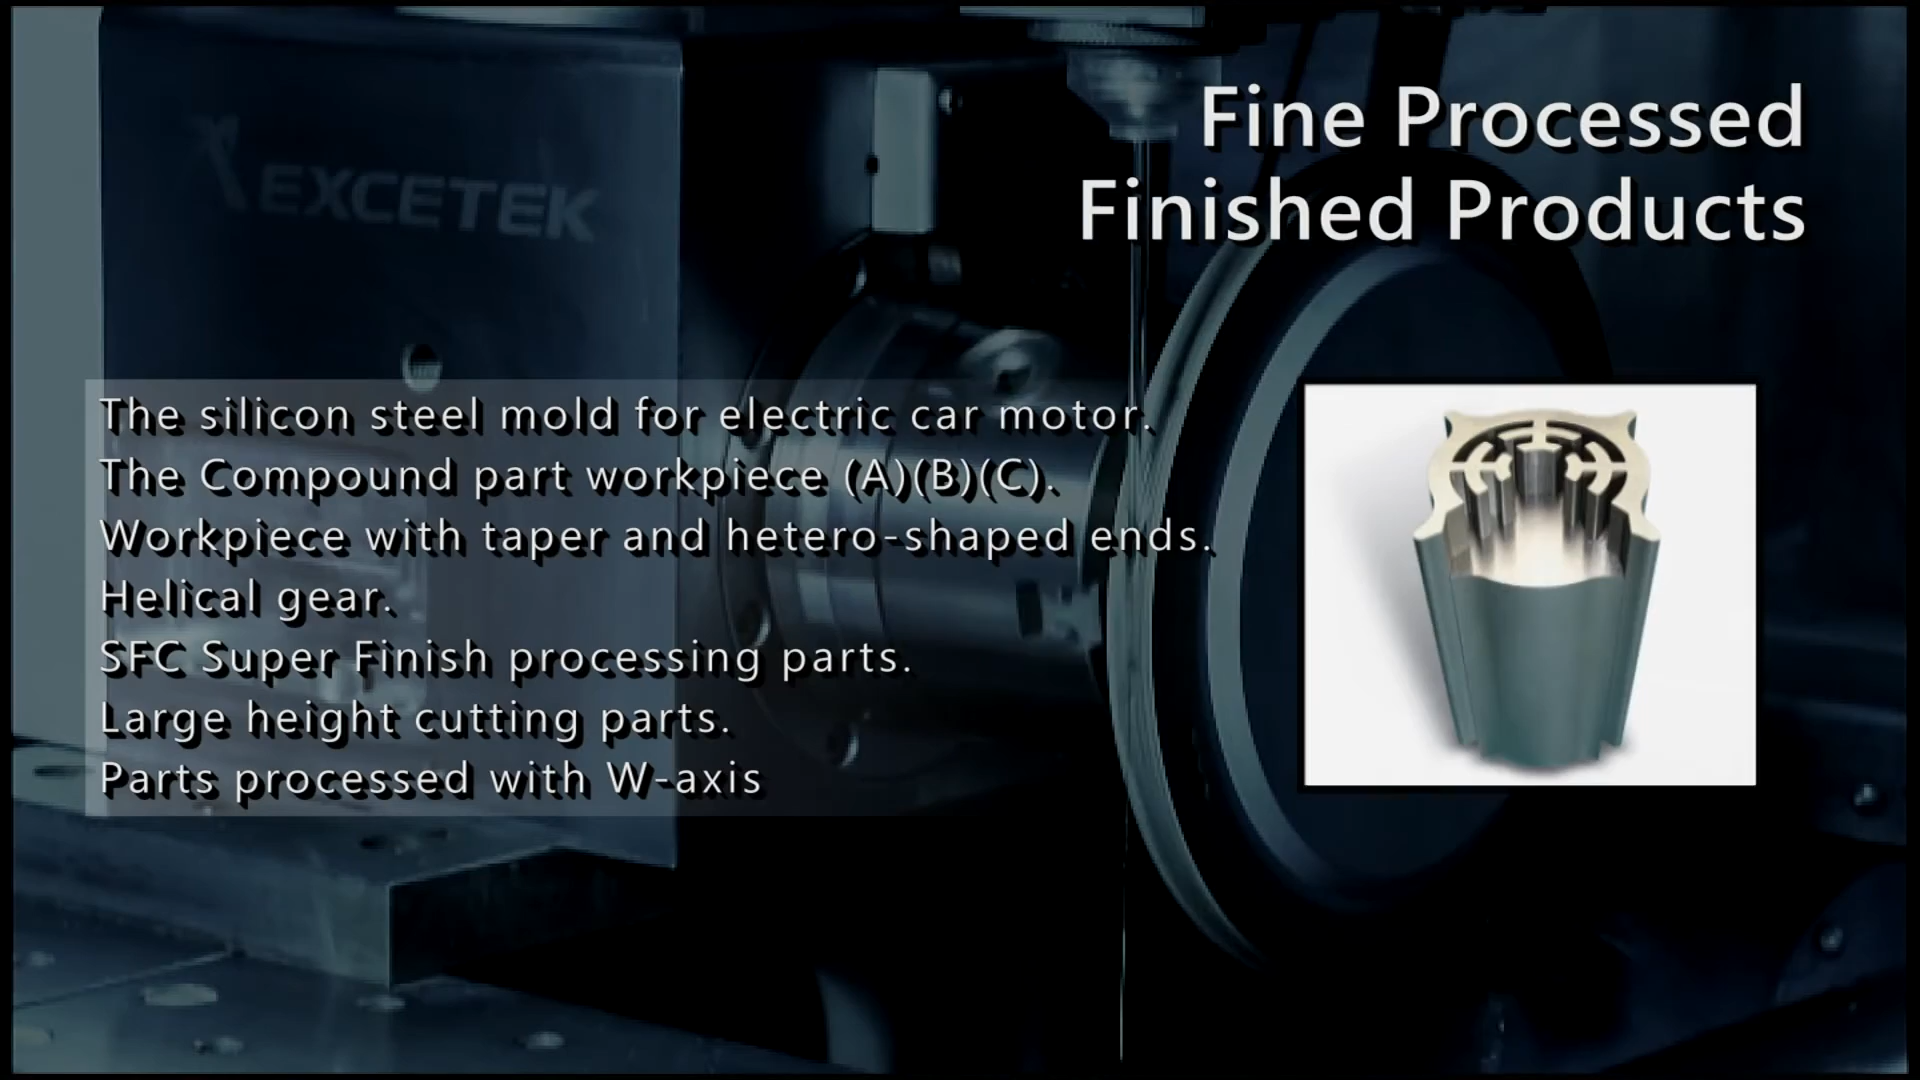 EXCETEK
Fine Processed
Finished Products
The silicon steel mold for electric car motor.
The Compound part workpiece (A)(B)(C).
Workpiece with taper and hetero-shaped ends.
Helical gear.
SFC Super Finish processing parts.
Large height cutting parts.
Parts processed with W-axis